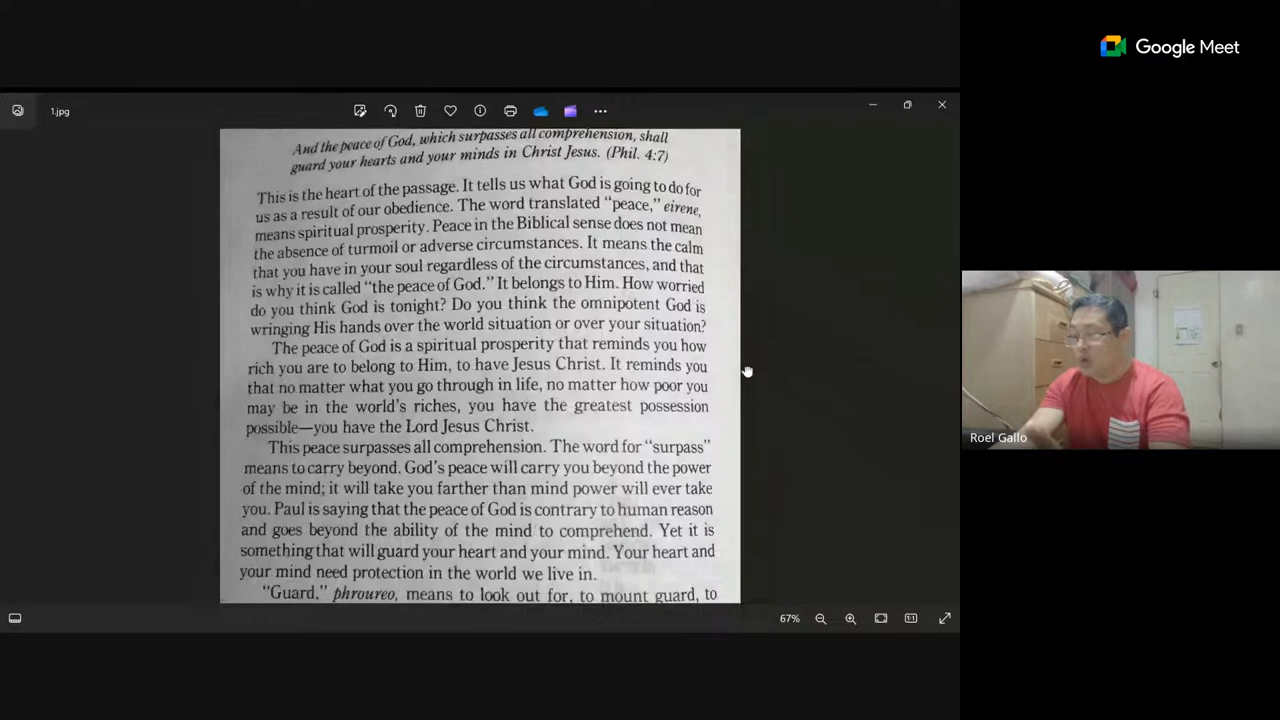 Google Meet
1.jpg
And the peace of God, which surpasses all comprehension, shall
guard your hearts and your minds in Christ Jesus. (Phil. 4:7)
This is the heart of the passage. It tells us what God is going to do for
us as a result of our obedience. The word translated “peace,” eirene,
means spiritual prosperity. Peace in the Biblical sense does not mean
the absence of turmoil or adverse circumstances. It means the calm
that you have in your soul regardless of the circumstances, and that
is why it is called “the peace of God.” It belongs to Him. How worried
do you think God is tonight? Do you think the omnipotent God is
wringing His hands over the world situation or over your situation?
The peace of God is a spiritual prosperity that reminds you how
rich you are to belong to Him, to have Jesus Christ. It reminds you
that no matter what you go through in life, no matter how poor you
may be in the world’s riches, you have the greatest possession
possible—you have the Lord Jesus Christ.
This peace surpasses all comprehension. The word for “surpass”
means to carry beyond. God’s peace will carry you beyond the power
of the mind; it will take you farther than mind power will ever take
you. Paul is saying that the peace of God is contrary to human reason
and goes beyond the ability of the mind to comprehend. Yet it is
something that will guard your heart and your mind. Your heart and
your mind need protection in the world we live in.
“Guard,” phroureo, means to look out for, to mount guard, to
Roel Gallo
67%
1:1